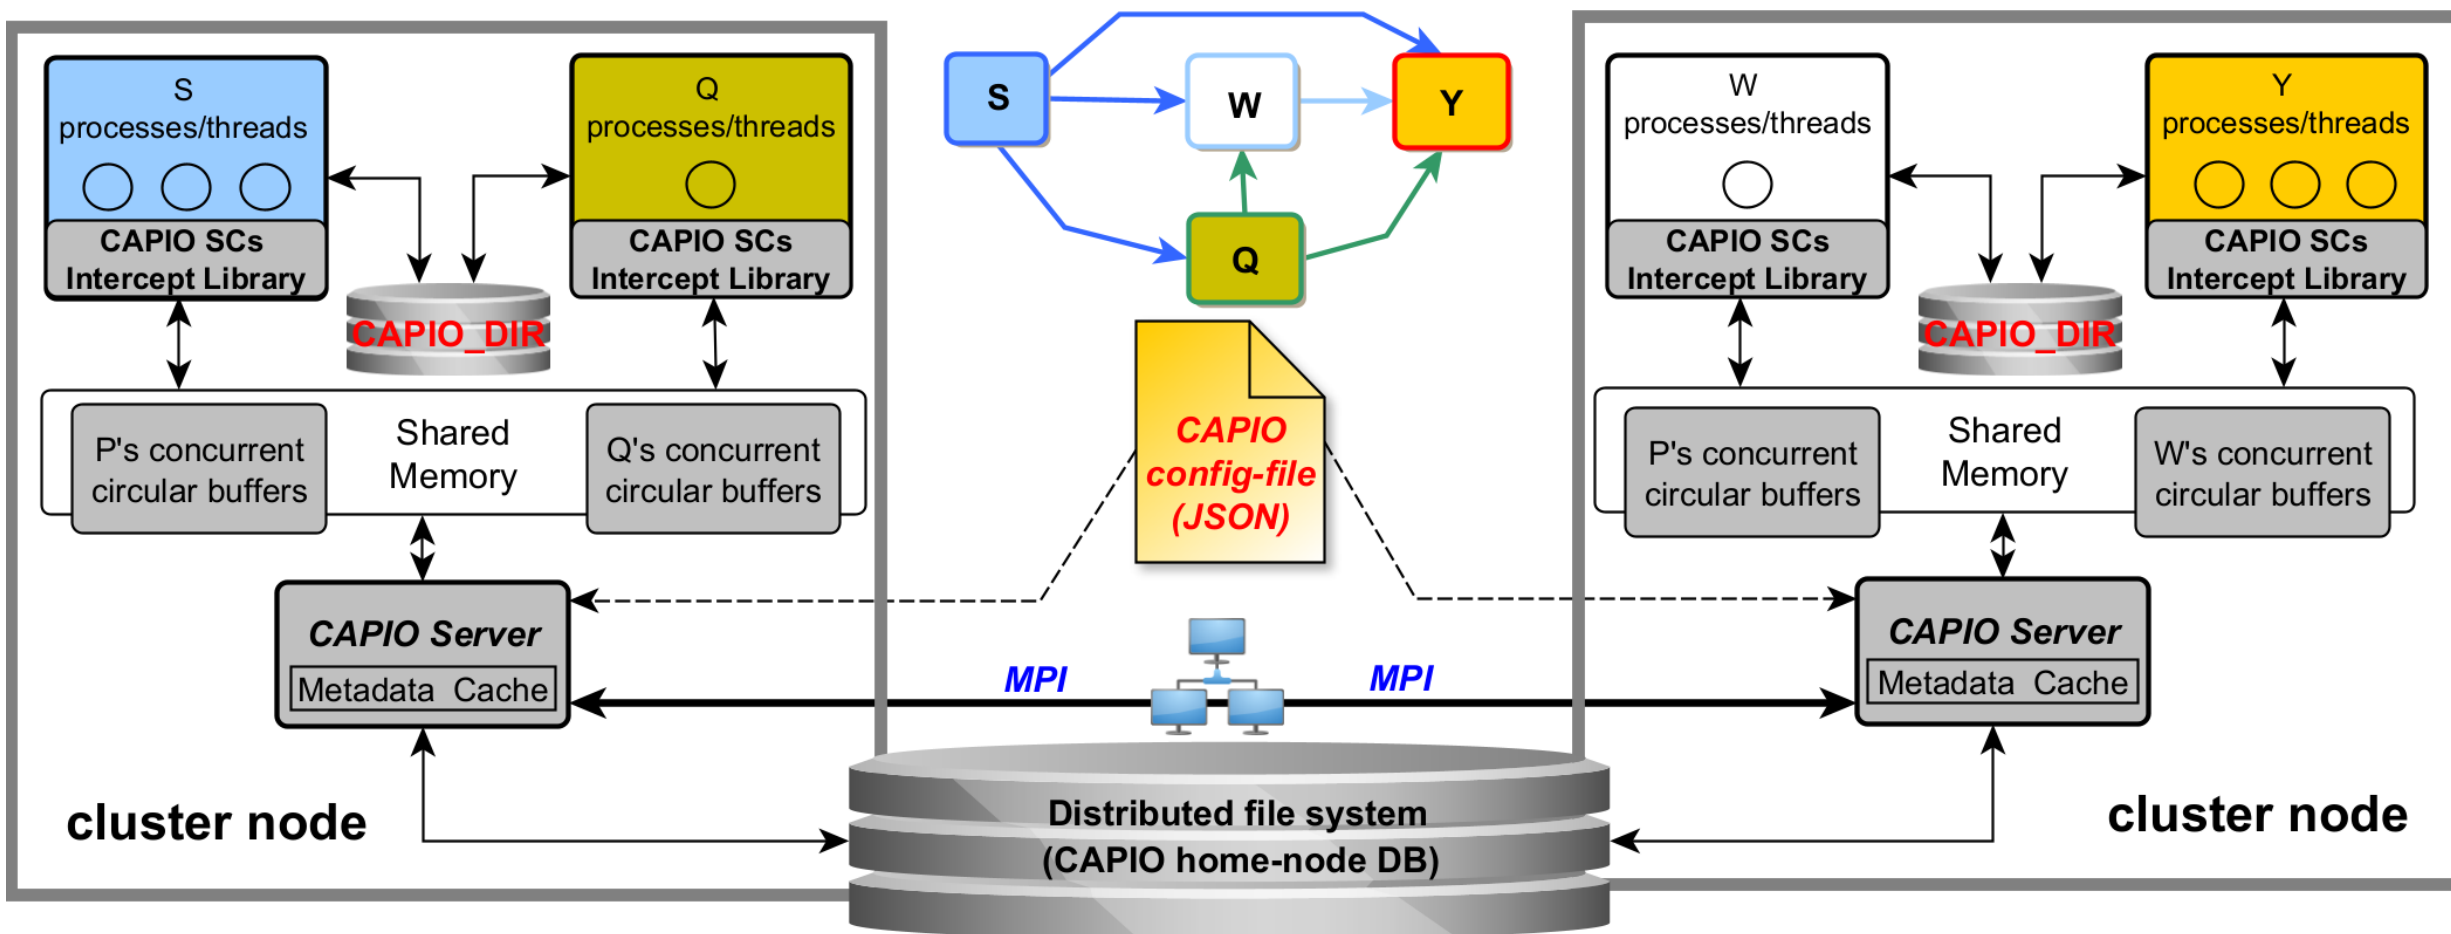 S
processes/threads
CAPIO SCs
Intercept Library
Q
processes/threads
CAPIO SCs
Intercept Library
CAPIO_DIR
P's concurrent
circular buffers
Shared
Memory
Q's concurrent
circular buffers
CAPIO Server
Metadata Cache
cluster node
S
W
Y
Q
CAPIO
config-file
(JSON)
MPI
MPI
Distributed file system
(CAPIO home-node DB)
W
processes/threads
CAPIO SCs
Intercept Library
Y
processes/threads
CAPIO SCs
Intercept Library
CAPIO_DIR
P's concurrent
circular buffers
Shared
Memory
W's concurrent
circular buffers
CAPIO Server
Metadata Cache
cluster node